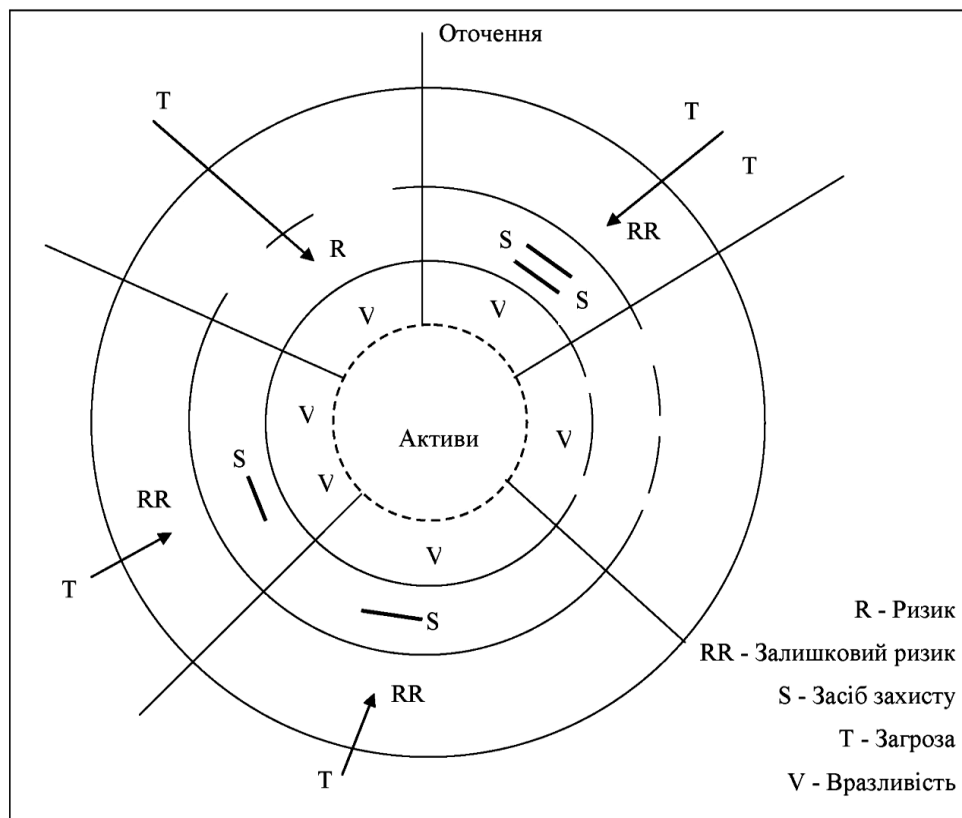 Оточення
T
T
T
RR
S
R
S
V
V
Активи
V
V
S
V
RR
V
T
S
R - Ризик
RR - Залишковий ризик
RR
S - Засіб захисту
T - Загроза
T
V - Вразливість